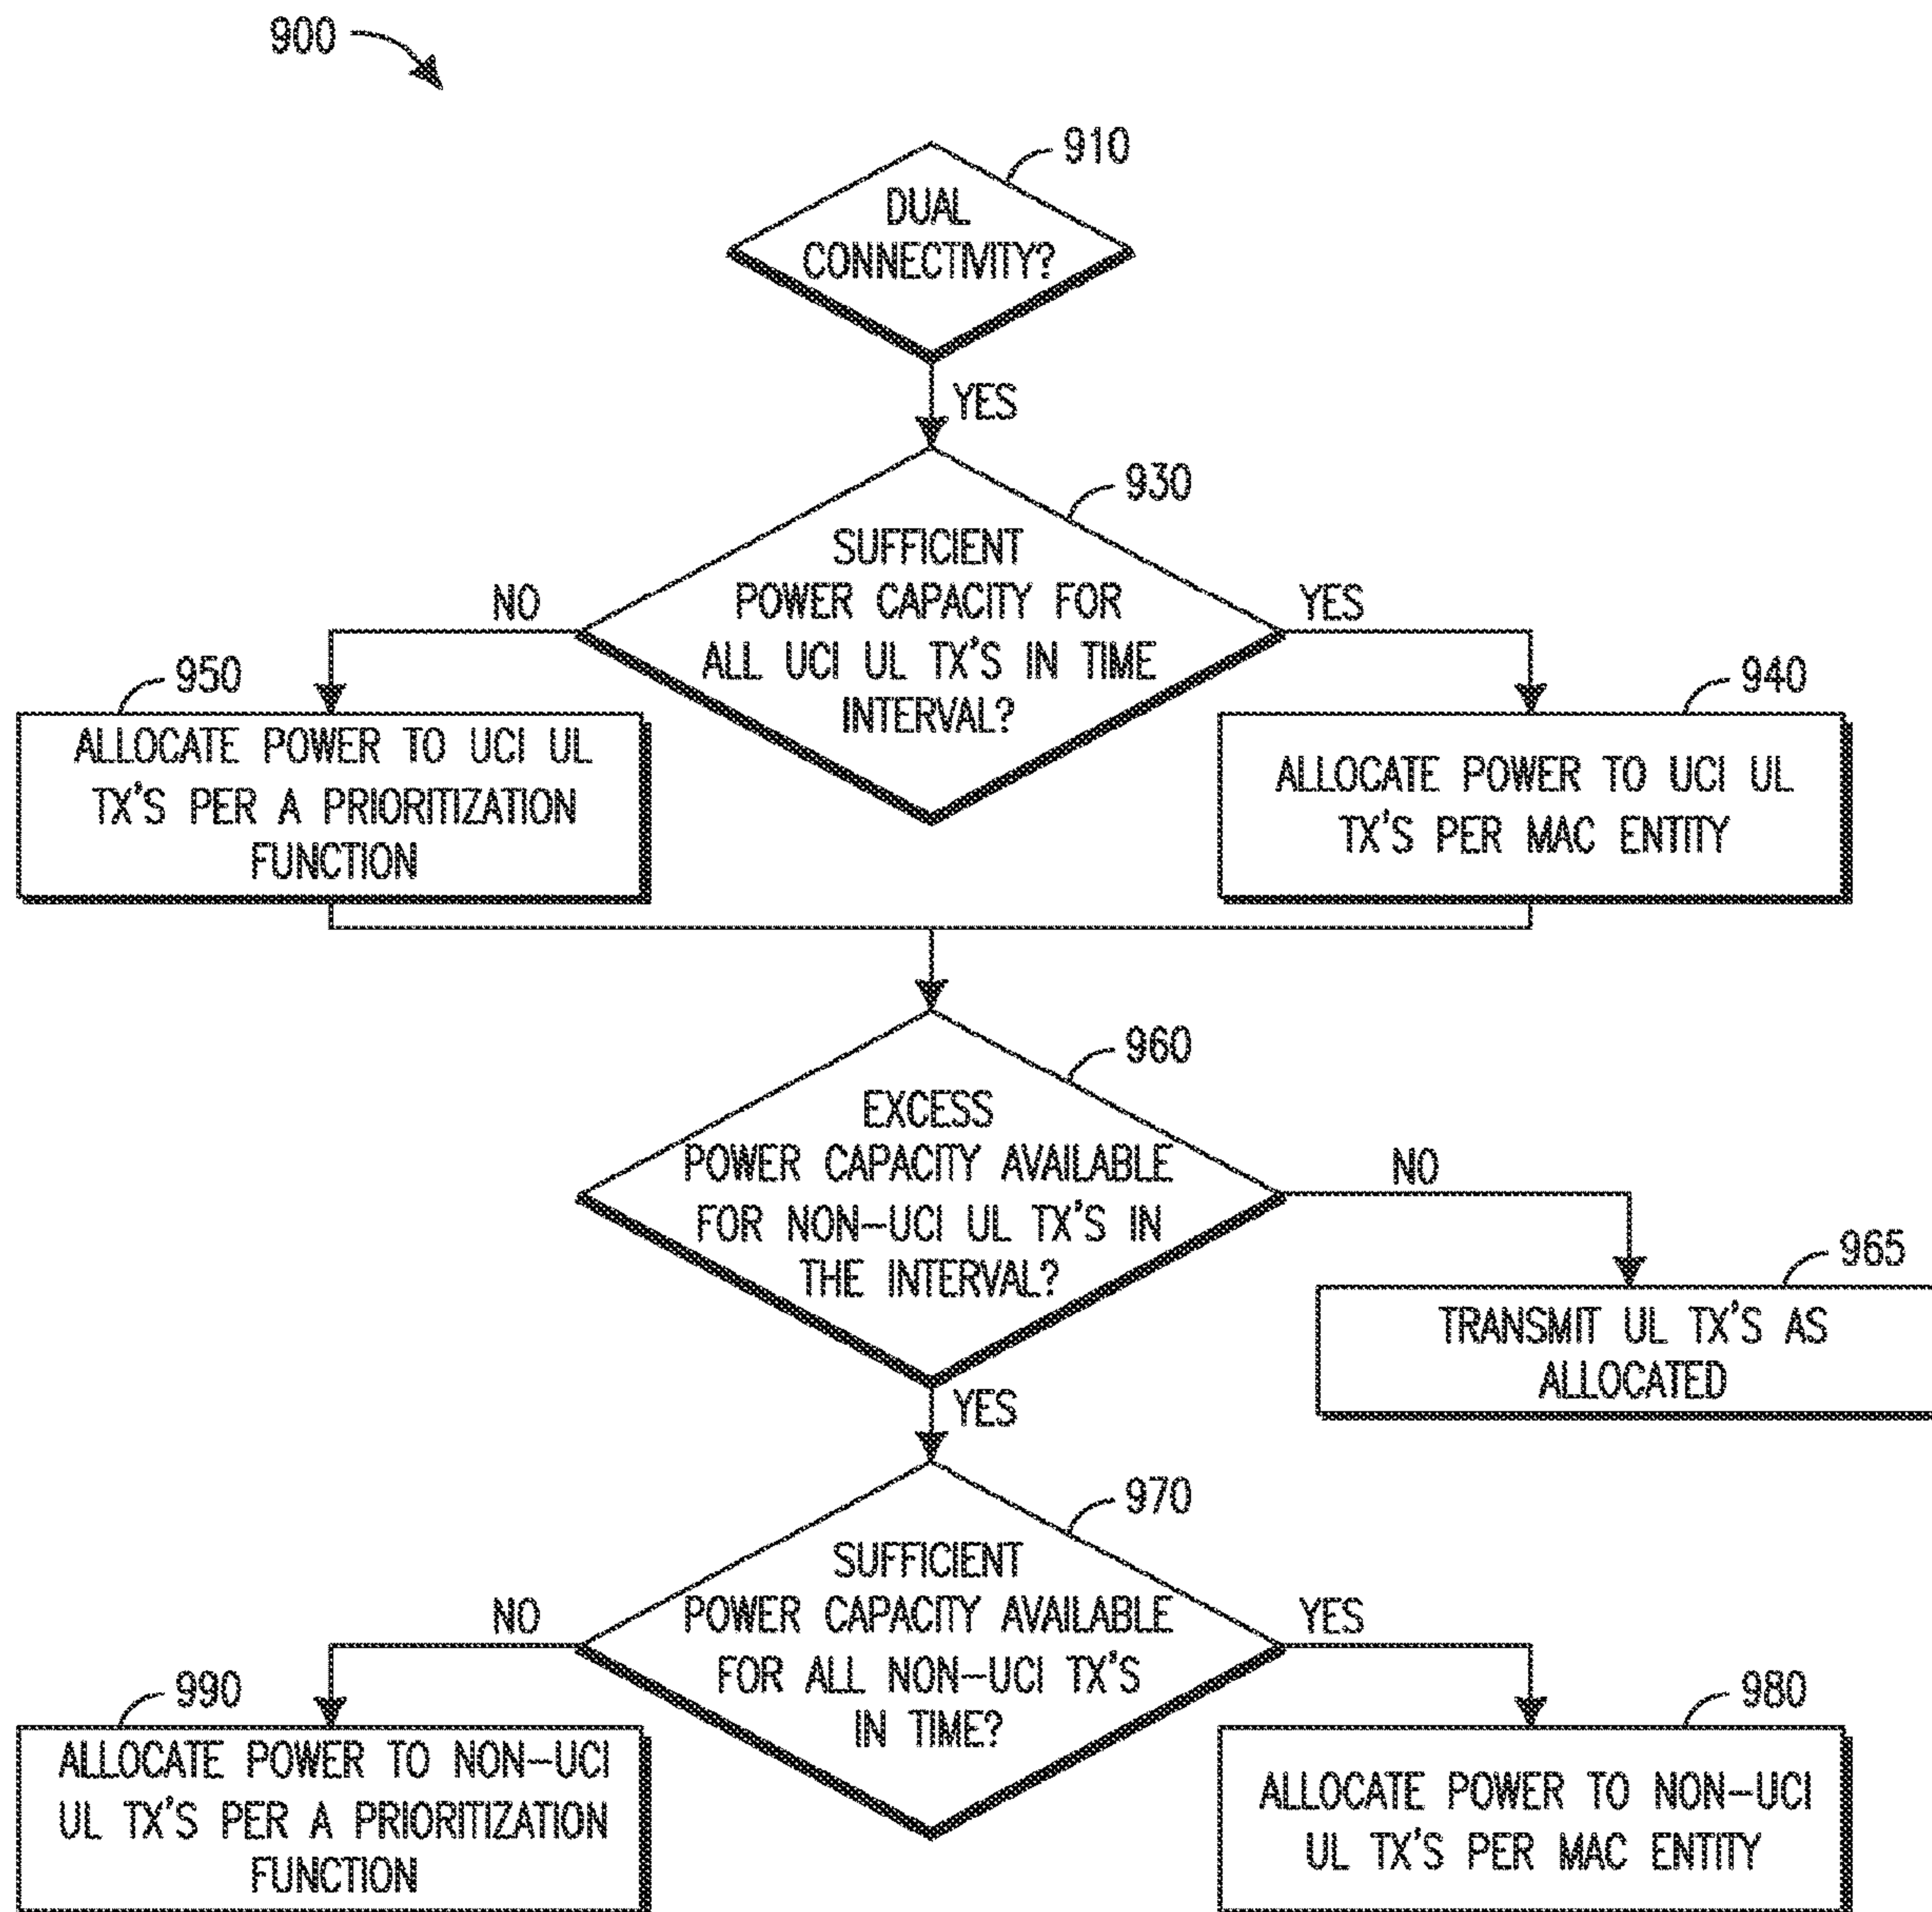 900
910
DUAL
CONNECTIVITY?
YES
930
SUFFICIENT
POWER CAPACITY FOR
ALL UCI UL TX'S IN TIME
INTERVAL?
NO
YES
950
ALLOCATE POWER TO UCI UL
TX'S PER A PRIORITIZATION
FUNCTION
940
ALLOCATE POWER TO UCI UL
TX'S PER MAC ENTITY
960
EXCESS
POWER CAPACITY AVAILABLE
FOR NON-UCI UL TX'S IN
THE INTERVAL?
NO
965
TRANSMIT UL TX'S AS
ALLOCATED
YES
970
SUFFICIENT
POWER CAPACITY AVAILABLE
FOR ALL NON-UCI TX'S
IN TIME?
NO
YES
990
ALLOCATE POWER TO NON-UCI
UL TX'S PER A PRIORITIZATION
FUNCTION
980
ALLOCATE POWER TO NON-UCI
UL TX'S PER MAC ENTITY